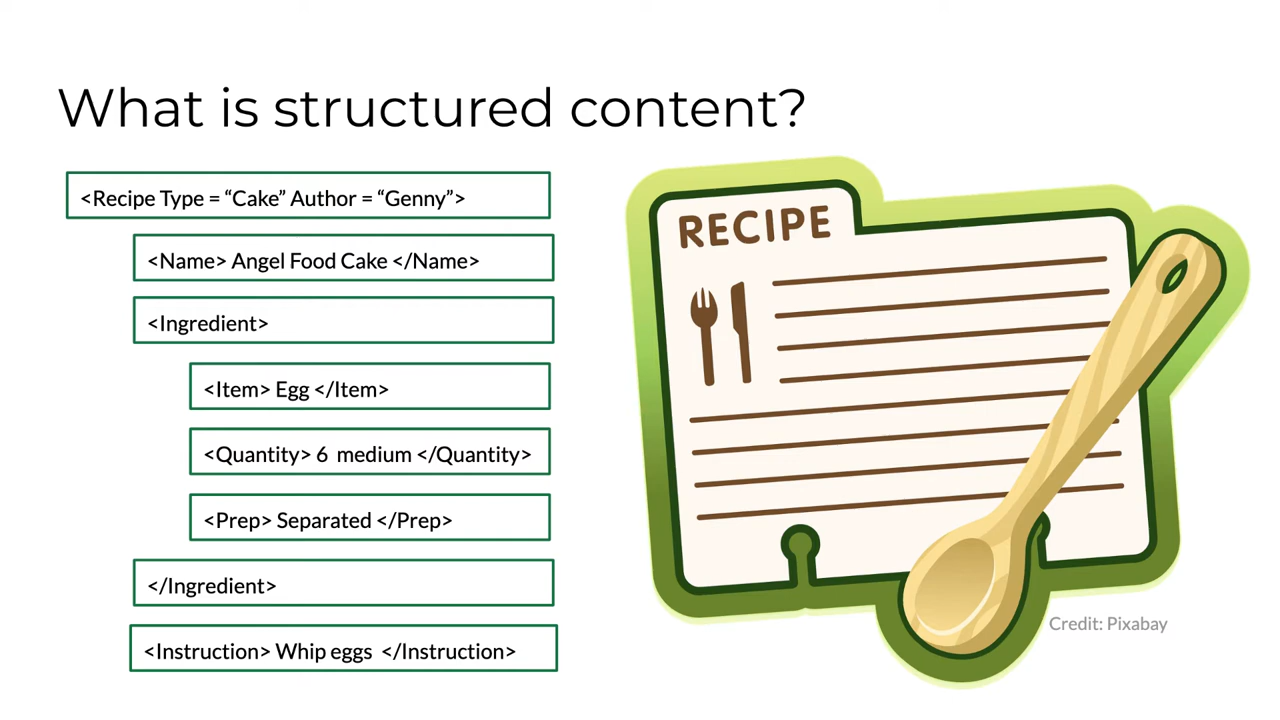 What is structured content?
<Recipe Type = “Cake” Author = “Genny”>
<Name> Angel Food Cake </Name>
<Ingredient>
<Item> Egg </Item>
<Quantity> 6  medium </Quantity>
<Prep> Separated </Prep>
</Ingredient>
<Instruction> Whip eggs  </Instruction>
RECIPE
Credit: Pixabay